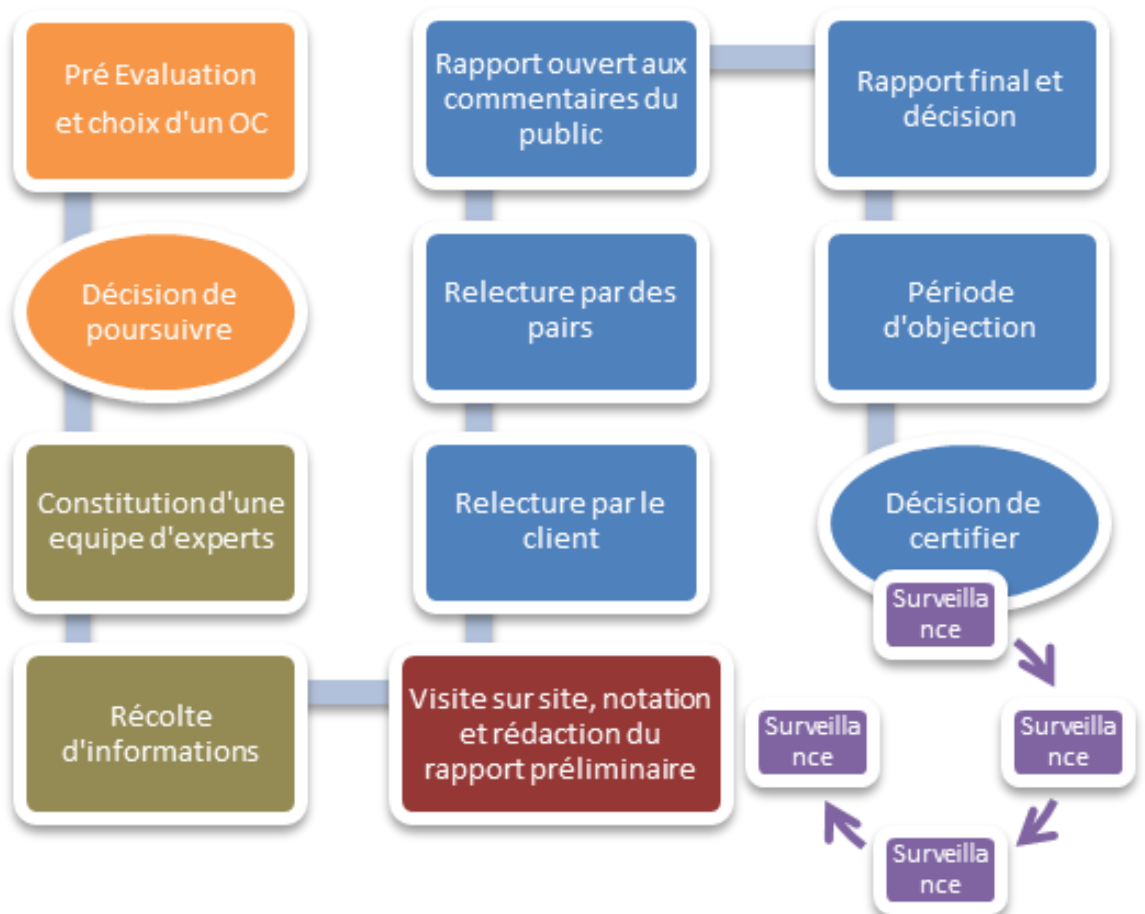 Pré Evaluation
et choix d'un OC
Décision de
poursuivre
Constitution d'une
equipe d'experts
Récolte
d'informations
Visite sur site, notation
et rédaction du
rapport préliminaire
Relecture par le
client
Relecture par des
pairs
Rapport ouvert aux
commentaires du
public
Rapport final et
décision
Période
d'objection
Décision de
certifier
Surveilla
nce
Surveilla
nce
Surveilla
nce
Surveilla
nce